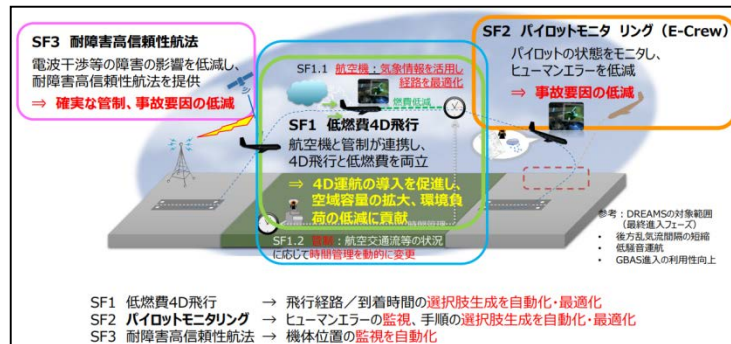 SF3 耐障害高信頼性航法
電波干渉等の障害の影響を低減し、
耐障害高信頼性航法を提供
⇒ 確実な管制、事故要因の低減
SF1.1 航空機：気象情報を活用し
経路を最適化
燃費低減
SF1 低燃費4D飛行
航空機と管制が連携し、
4D飛行と低燃費を両立
⇒ 4D運航の導入を促進し、
空域容量の拡大、環境負
荷の低減に貢献
SF1.2 管制：航空交通流等の状況
に応じて時間管理を動的に変更
SF2 パイロットモニタ リング（E-Crew）
パイロットの状態をモニタし、
ヒューマンエラーを低減
⇒ 事故要因の低減
参考：DREAMSの対象範囲
（最終進入フェーズ）
• 後方乱気流間隔の短縮
• 低騒音運航
• GBAS進入の利用性向上
SF1 低燃費4D飛行 → 飛行経路／到着時間の選択肢生成を自動化・最適化
SF2 パイロットモニタリング → ヒューマンエラーの監視、手順の選択肢生成を自動化・最適化
SF3 耐障害高信頼性航法 → 機体位置の監視を自動化